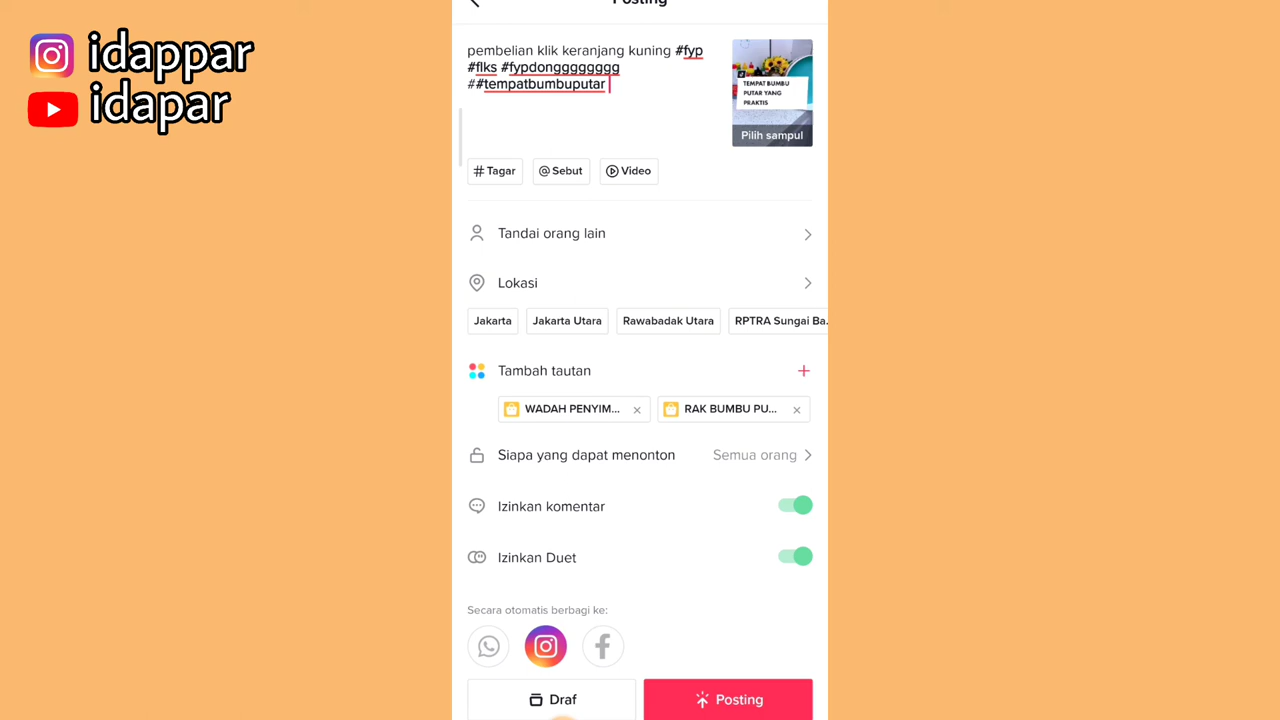 idappar
idapar
Posting
pembelian klik keranjang kuning #fyp
#flks #fypdonggggggggg
##tempatbumbuputar
TEMPAT BUMBU
PUTAR YANG
PRAKTIS
Pilih sampul
# Tagar
@ Sebut
Video
Tandai orang lain
Lokasi
Jakarta
Jakarta Utara
Rawabadak Utara
RPTRA Sungai Ba..
Tambah tautan
WADAH PENYIM...
RAK BUMBU PU...
Siapa yang dapat menonton
Semua orang
Izinkan komentar
Izinkan Duet
Secara otomatis berbagi ke:
Draf
Posting